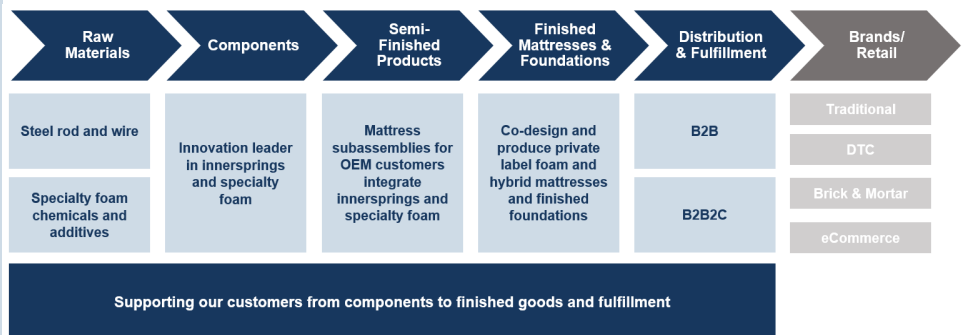 Raw
Materials
Components
Semi-
Finished
Products
Finished
Mattresses &
Foundations
Distribution
& Fulfillment
Brands/
Retail
Steel rod and wire
Specialty foam
chemicals and
additives
Innovation leader
in innersprings
and specialty
foam
Mattress
subassemblies for
OEM customers
integrate
innersprings and
specialty foam
Co-design and
produce private
label foam and
hybrid mattresses
and finished
foundations
B2B
B2B2C
Traditional
DTC
Brick & Mortar
eCommerce
Supporting our customers from components to finished goods and fulfillment